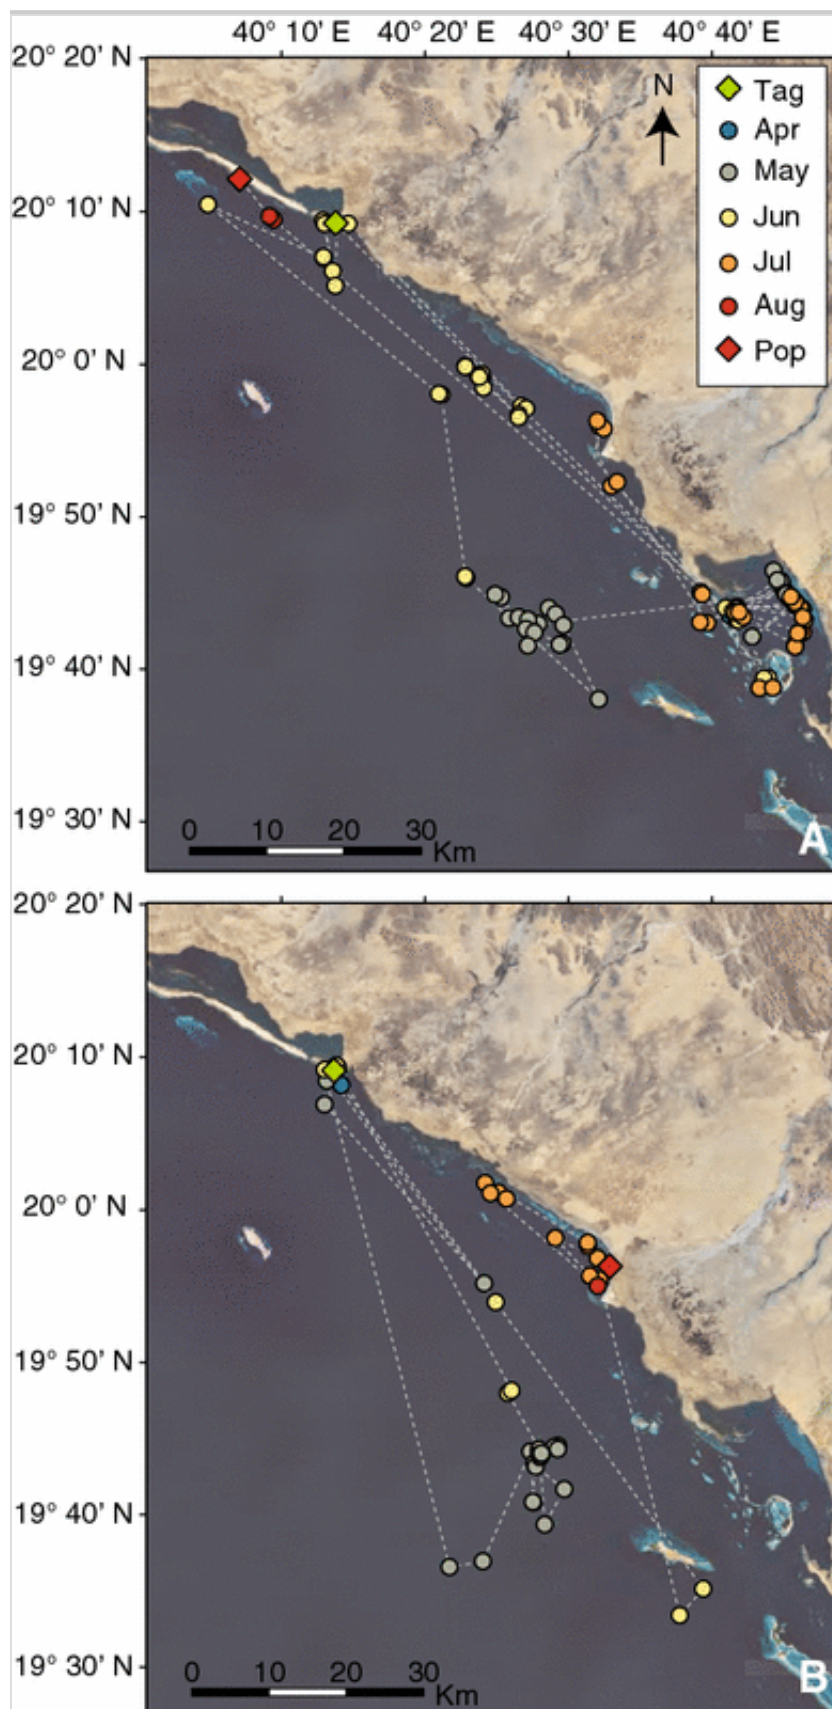 40° 10’ E 40° 20’ E 40° 30’ E 40° 40’ E
20° 20’ N
N
Tag
Apr
May
Jun
Jul
Aug
Pop
20° 10’ N
20° 0’ N
19° 50’ N
19° 40’ N
19° 30’ N
0 10 20 30
Km
A
20° 20’ N
20° 10’ N
20° 0’ N
19° 50’ N
19° 40’ N
19° 30’ N
0 10 20 30
Km
B